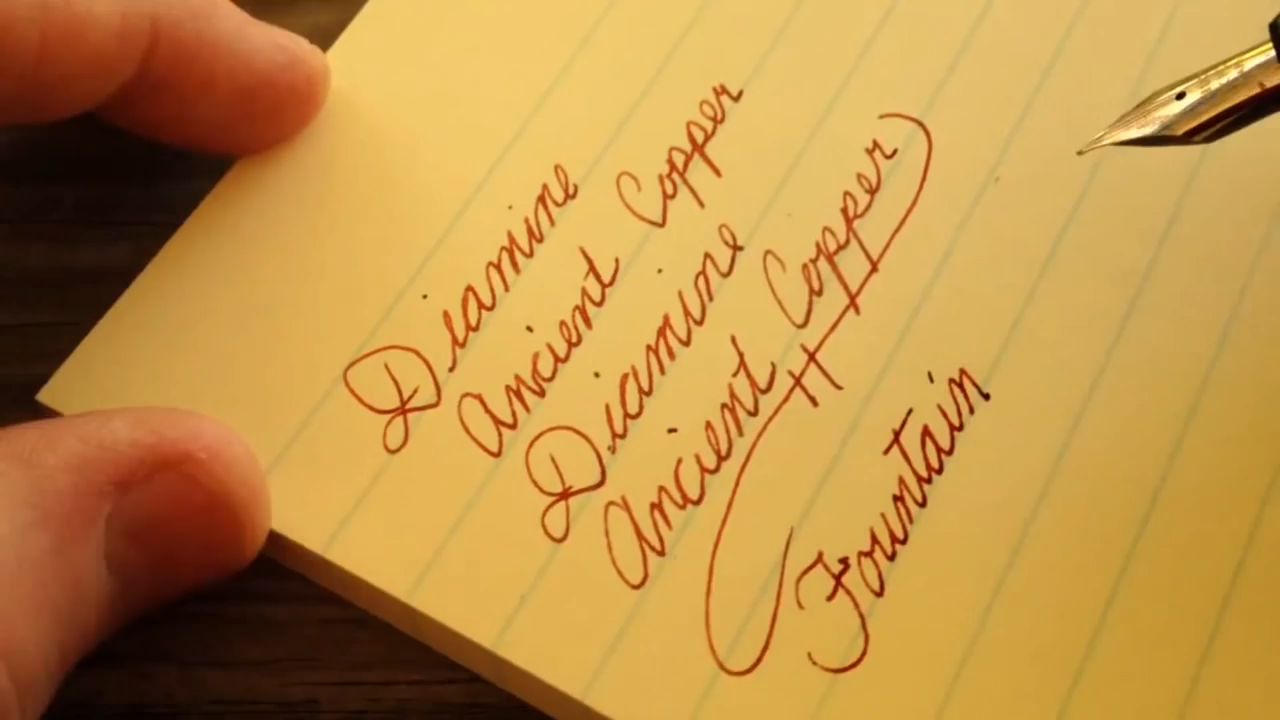 Diamine
Ancient Copper
Diamine
Ancient Copper
Fountain